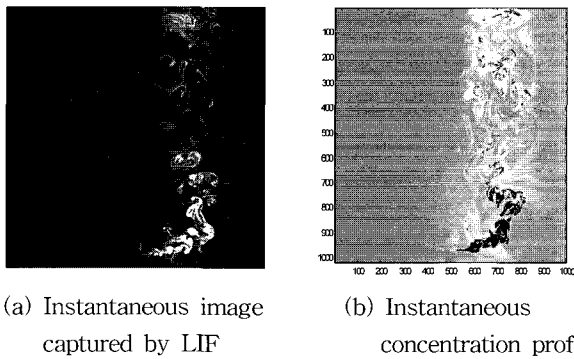 100
200
300
400
500
600
700
800
900
1000
100 200 300 400 500 600 700 800 900
(a) Instantaneous image
captured by LIF
(b) Instantaneous
concentration prof